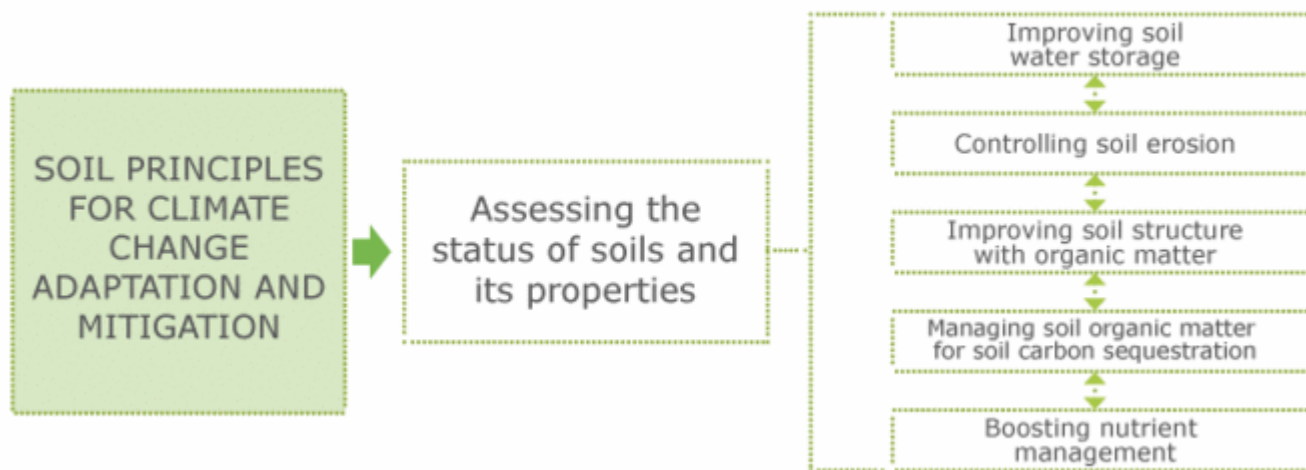 SOIL PRINCIPLES
FOR CLIMATE
CHANGE
ADAPTATION AND
MITIGATION
Assessing the
status of soils and
its properties
Improving soil
water storage
Controlling soil erosion
Improving soil structure
with organic matter
Managing soil organic matter
for soil carbon sequestration
Boosting nutrient
management